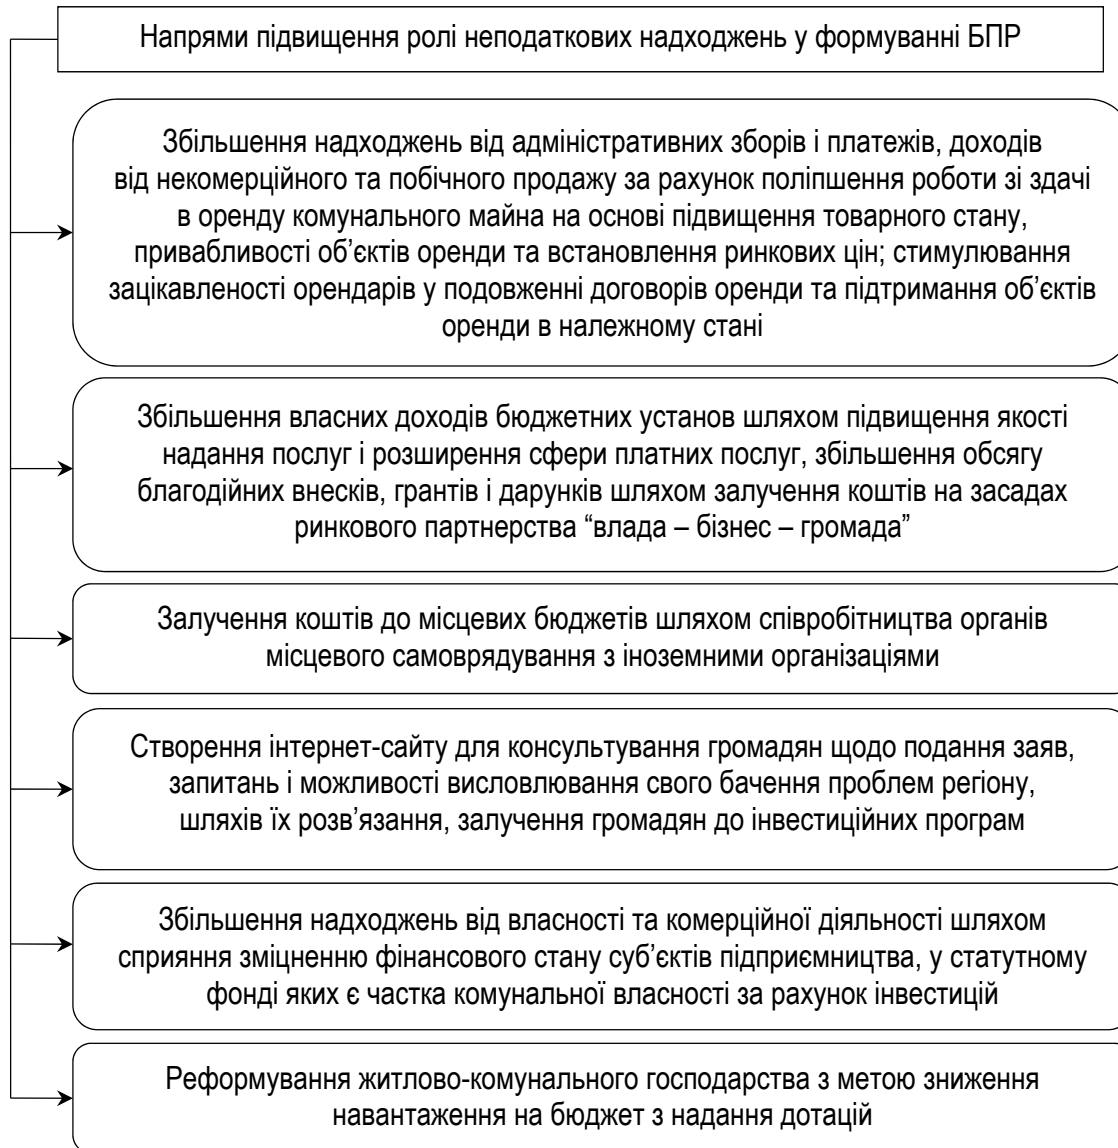 Напрями підвищення ролі неподаткових надходжень у формуванні БПР
Збільшення надходжень від адміністративних зборів і платежів, доходів
від некомерційного та побічного продажу за рахунок поліпшення роботи зі здачі
в оренду комунального майна на основі підвищення товарного стану,
привабливості об’єктів оренди та встановлення ринкових цін; стимулювання
зацікавленості орендарів у подовженні договорів оренди та підтримання об’єктів
оренди в належному стані
Збільшення власних доходів бюджетних установ шляхом підвищення якості
надання послуг і розширення сфери платних послуг, збільшення обсягу
благодійних внесків, грантів і дарунків шляхом залучення коштів на засадах
ринкового партнерства “влада – бізнес – громада”
Залучення коштів до місцевих бюджетів шляхом співробітництва органів
місцевого самоврядування з іноземними організаціями
Створення інтернет-сайту для консультування громадян щодо подання заяв,
запитань і можливості висловлювання свого бачення проблем регіону,
шляхів їх розв’язання, залучення громадян до інвестиційних програм
Збільшення надходжень від власності та комерційної діяльності шляхом
сприяння зміцненню фінансового стану суб’єктів підприємництва, у статутному
фонді яких є частка комунальної власності за рахунок інвестицій
Реформування житлово-комунального господарства з метою зниження
навантаження на бюджет з надання дотацій